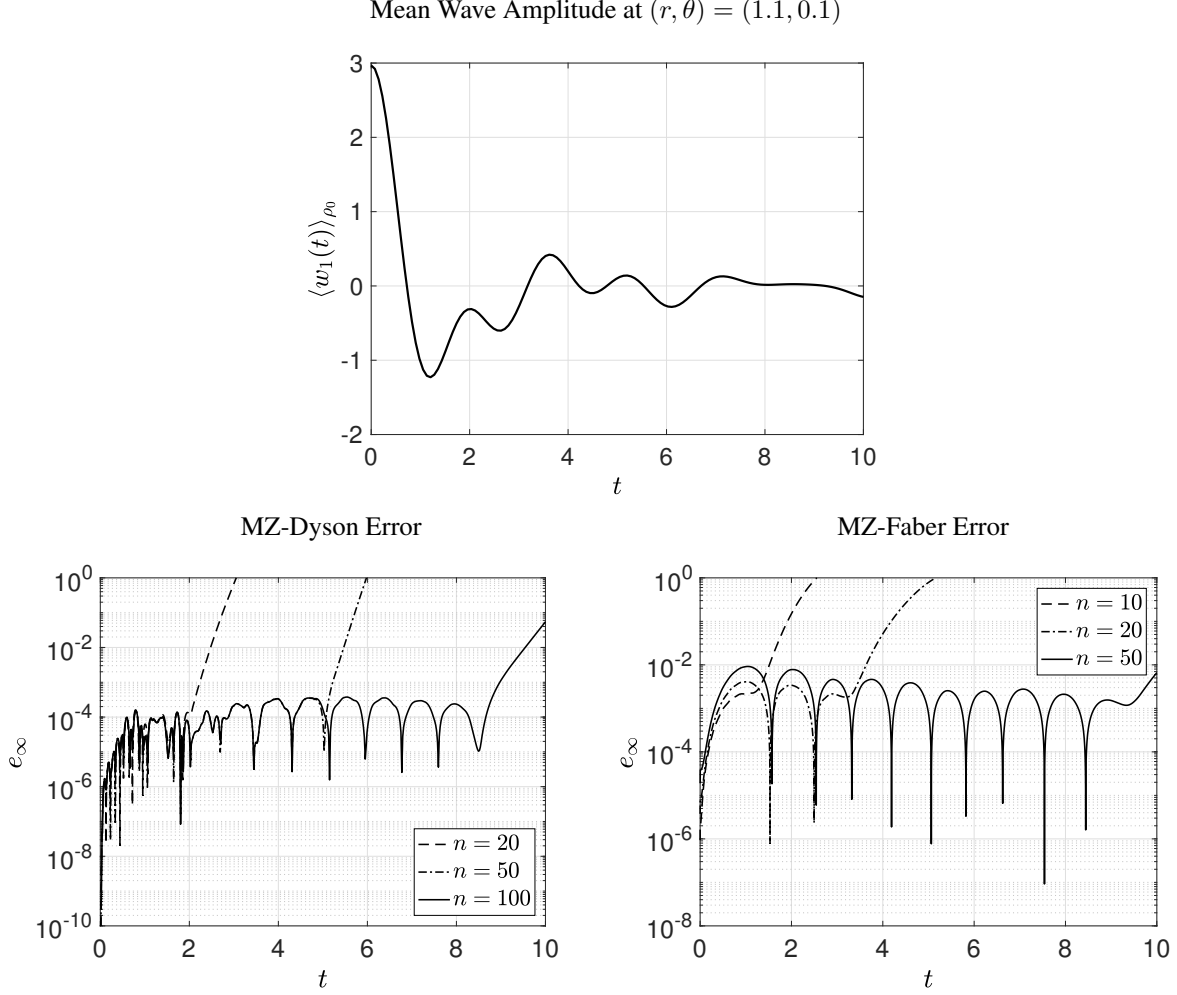 Mean Wave Amplitude at (r, θ) = (1.1, 0.1)
⟨w₁(t)⟩ρ₀
3
2
1
0
-1
-2
0 2 4 6 8 10
t
MZ-Dyson Error
e∞
10⁰
10⁻²
10⁻⁴
10⁻⁶
10⁻⁸
10⁻¹⁰
n = 20
n = 50
n = 100
0 2 4 6 8 10
t
MZ-Faber Error
e∞
10⁰
10⁻²
10⁻⁴
10⁻⁶
10⁻⁸
n = 10
n = 20
n = 50
0 2 4 6 8 10
t